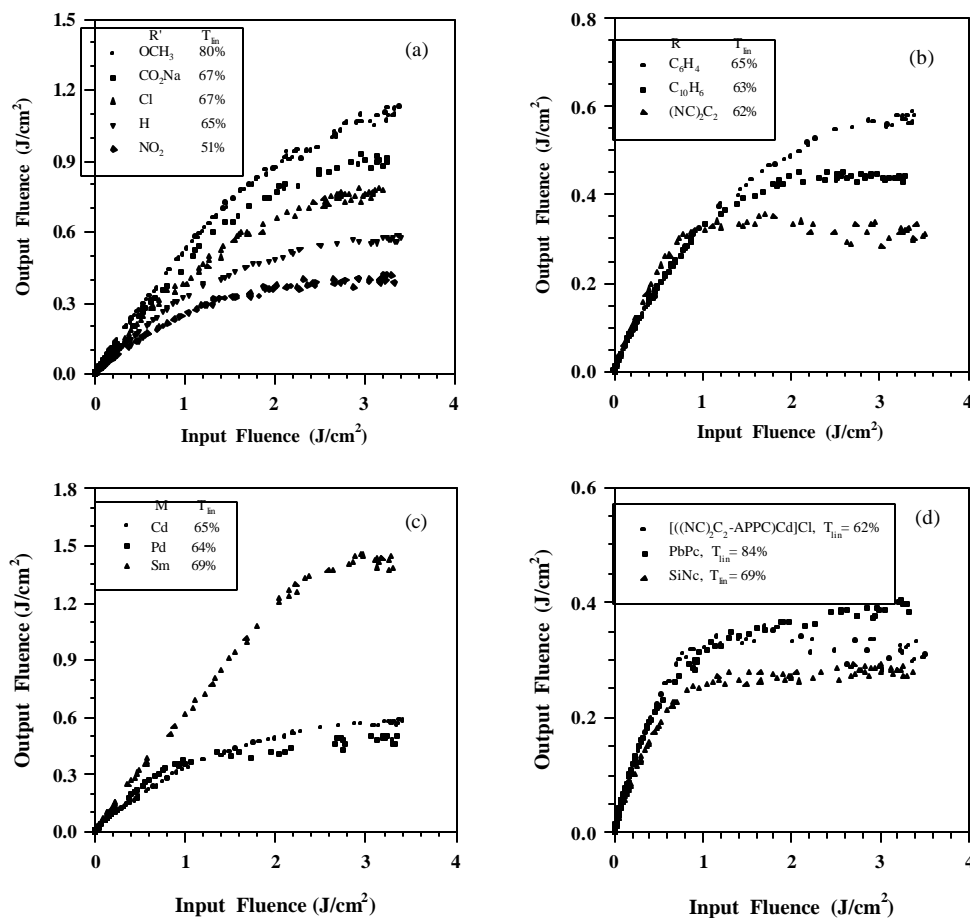 1.5
1.2
0.9
0.6
0.3
0.0
Output Fluence (J/cm²)
R' T_lin
OCH₃ 80%
CO₂Na 67%
Cl 67%
H 65%
NO₂ 51%
(a)
0 1 2 3 4
Input Fluence (J/cm²)
0.8
0.6
0.4
0.2
0.0
Output Fluence (J/cm²)
R T_lin
C₆H₄ 65%
C₁₀H₆ 63%
(NC)₂C₂ 62%
(b)
0 1 2 3 4
Input Fluence (J/cm²)
1.8
1.5
1.2
0.9
0.6
0.3
0.0
Output Fluence (J/cm²)
M T_lin
Cd 65%
Pd 64%
Sm 69%
(c)
0 1 2 3 4
Input Fluence (J/cm²)
0.6
0.4
0.2
0.0
Output Fluence (J/cm²)
[((NC)₂C₂-APPC)Cd]Cl, T_lin= 62%
PbPc, T_lin= 84%
SiNc, T_lin= 69%
(d)
0 1 2 3 4
Input Fluence (J/cm²)